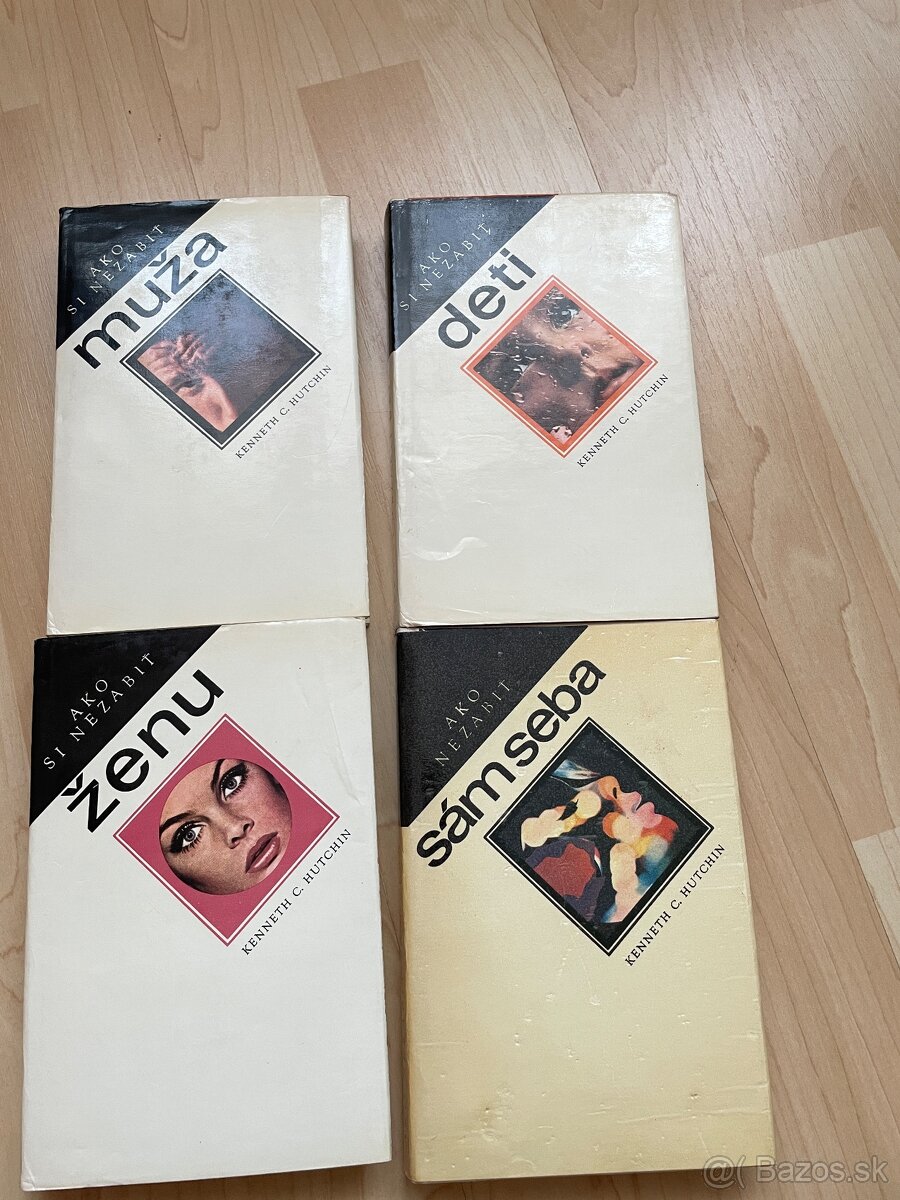 AKO
SI NEZABIŤ
muža
KENNETH C. HUTCHIN
AKO
SI NEZABIŤ
deti
KENNETH C. HUTCHIN
AKO
SI NEZABIŤ
ženu
KENNETH C. HUTCHIN
AKO
NEZABIŤ
sám seba
KENNETH C. HUTCHIN
@( Bazos.sk